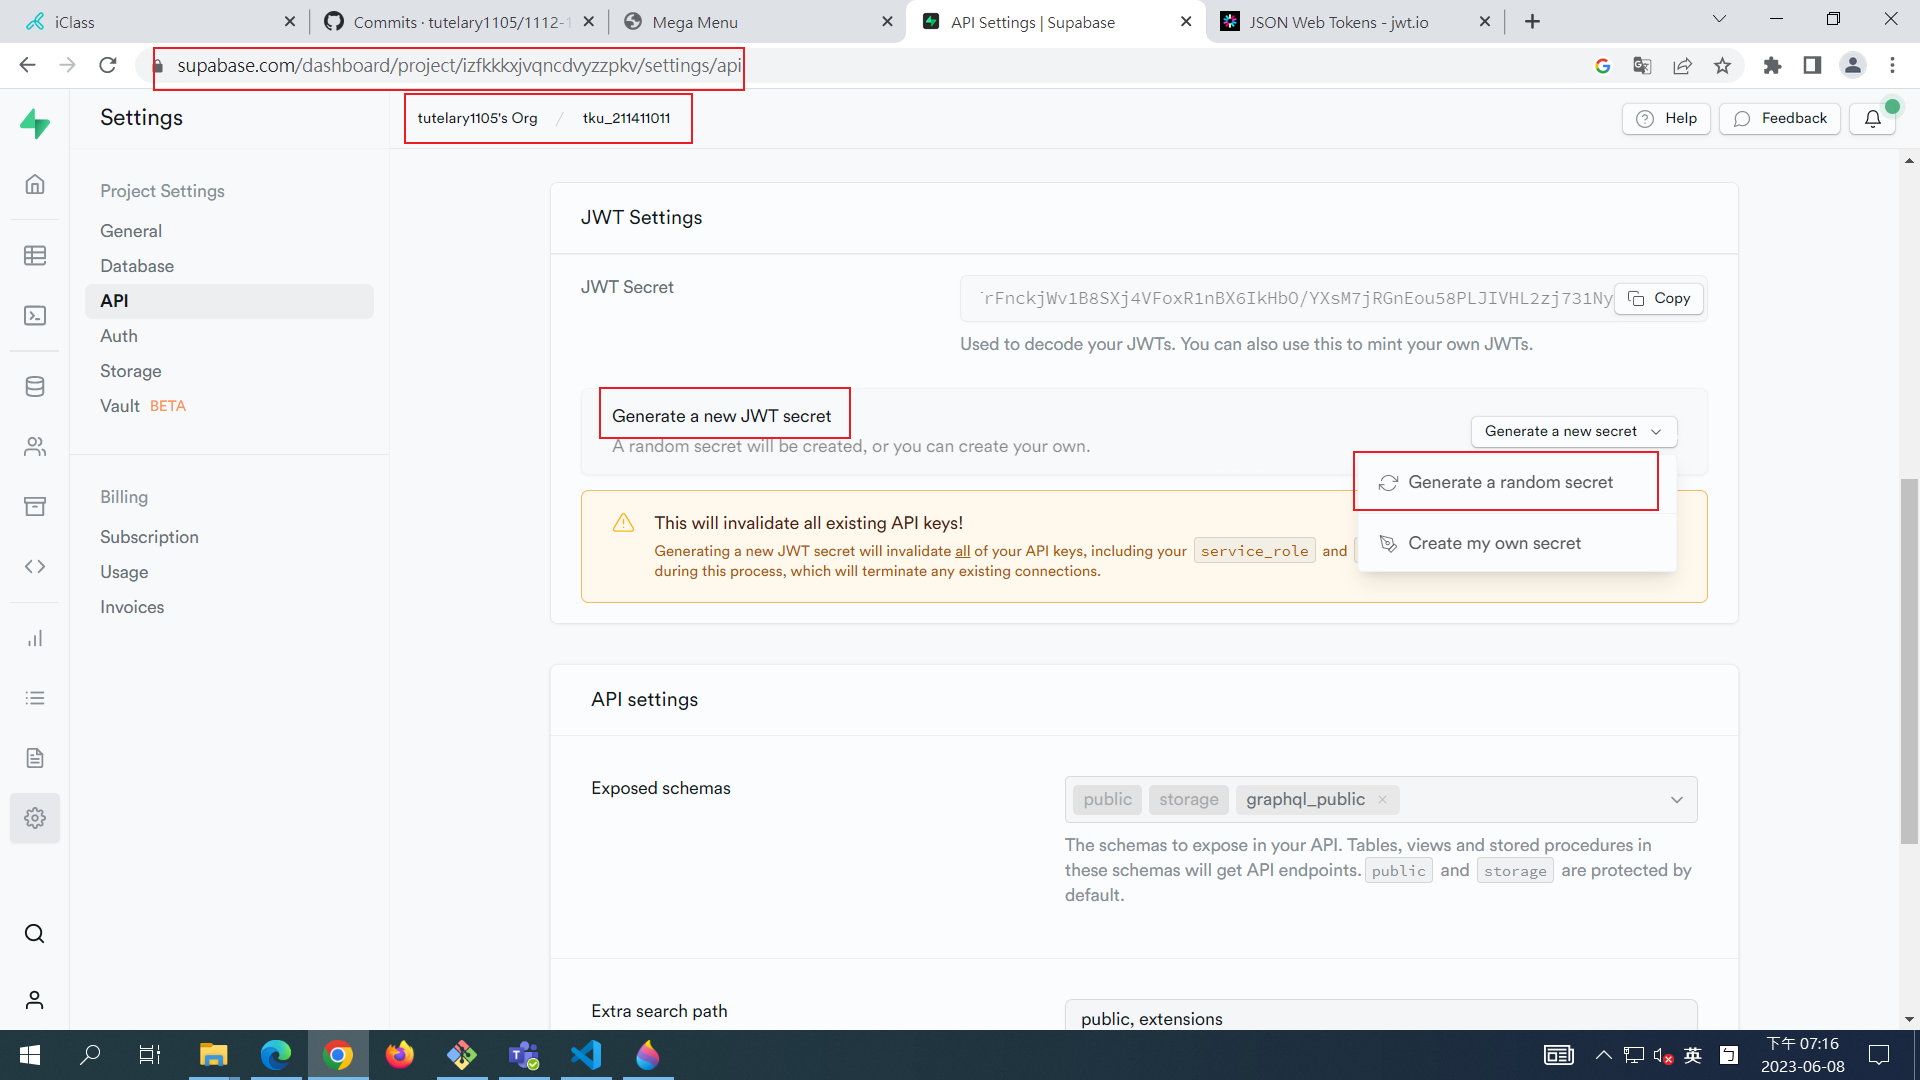 iClass
Commits · tutelary1105/1112-1
Mega Menu
API Settings | Supabase
JSON Web Tokens - jwt.io
supabase.com/dashboard/project/izfkkkxjvqncdvyzzpkv/settings/api
Settings
tutelary1105's Org / tku_211411011
Help
Feedback
Project Settings
General
Database
API
Auth
Storage
Vault BETA
Billing
Subscription
Usage
Invoices
JWT Settings
JWT Secret
rFnckjWv1B8SXj4VFoxR1nBX6IkHbO/YXsM7jRGnEou58PLJIVHL2zj731Ny
Copy
Used to decode your JWTs. You can also use this to mint your own JWTs.
Generate a new JWT secret
A random secret will be created, or you can create your own.
Generate a new secret
Generate a random secret
Create my own secret
This will invalidate all existing API keys!
Generating a new JWT secret will invalidate all of your API keys, including your service_role and
during this process, which will terminate any existing connections.
API settings
Exposed schemas
public storage graphql_public
The schemas to expose in your API. Tables, views and stored procedures in
these schemas will get API endpoints. public and storage are protected by
default.
Extra search path
public, extensions
英
ㄅ
下午 07:16
2023-06-08